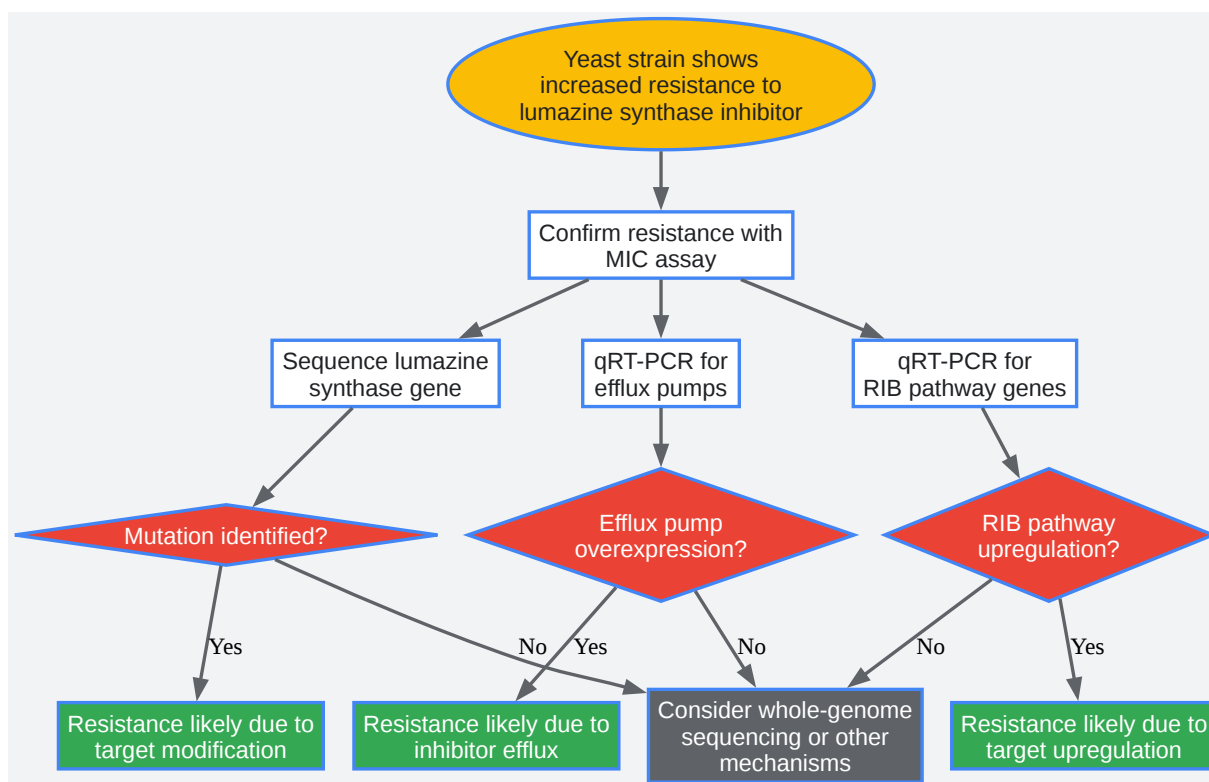 Yeast strain shows
increased resistance to
lumazine synthase inhibitor
Confirm resistance with
MIC assay
Sequence lumazine
synthase gene
qRT-PCR for
efflux pumps
qRT-PCR for
RIB pathway genes
Mutation identified?
Efflux pump
overexpression?
RIB pathway
upregulation?
Yes
No
Yes
No
No
Yes
Resistance likely due to
target modification
Resistance likely due to
inhibitor efflux
Consider whole-genome
sequencing or other
mechanisms
Resistance likely due to
target upregulation